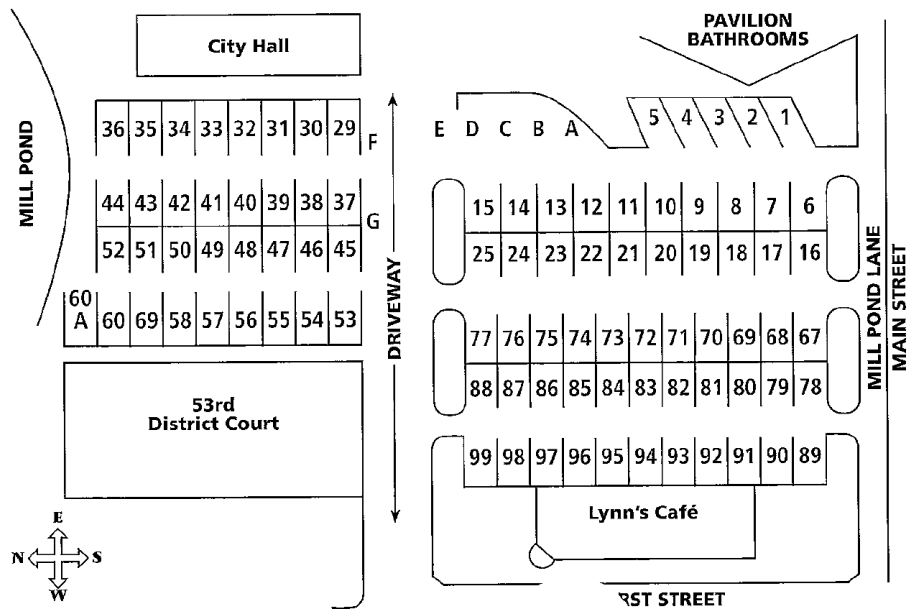 City Hall
PAVILION
BATHROOMS
MILL POND
36 35 34 33 32 31 30 29
F
E D C B A
5 4 3 2 1
44 43 42 41 40 39 38 37
G
52 51 50 49 48 47 46 45
15 14 13 12 11 10 9 8 7 6
25 24 23 22 21 20 19 18 17 16
60
A 60 69 58 57 56 55 54 53
DRIVEWAY
77 76 75 74 73 72 71 70 69 68 67
88 87 86 85 84 83 82 81 80 79 78
MILL POND LANE
MAIN STREET
53rd
District Court
99 98 97 96 95 94 93 92 91 90 89
Lynn's Café
E
N S
W
STREET